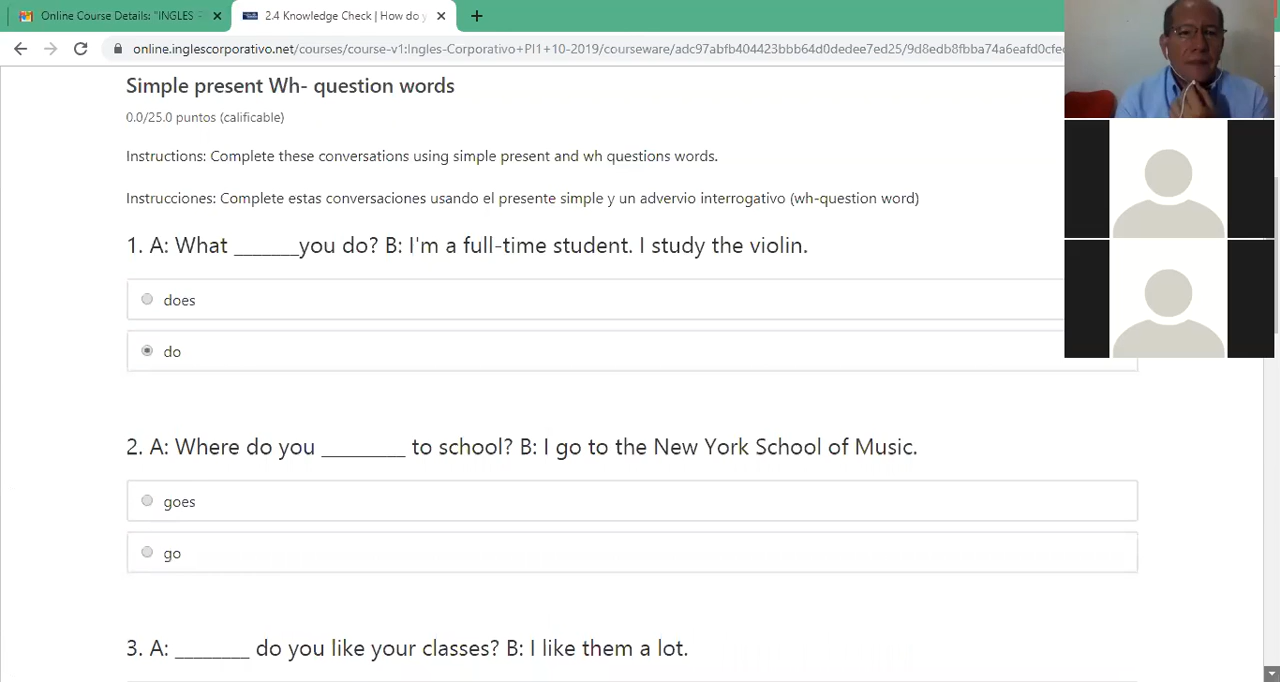 Online Course Details: "INGLES
2.4 Knowledge Check | How do y
online.inglescorporativo.net/courses/course-v1:Ingles-Corporativo+PI1+10-2019/courseware/adc97abfb404423bbb64d0dedee7ed25/9d8edb8fbba74a6eafd0cfe
Simple present Wh- question words
0.0/25.0 puntos (calificable)
Instructions: Complete these conversations using simple present and wh questions words.
Instrucciones: Complete estas conversaciones usando el presente simple y un advervio interrogativo (wh-question word)
1. A: What _______you do? B: I'm a full-time student. I study the violin.
does
do
2. A: Where do you _________ to school? B: I go to the New York School of Music.
goes
go
3. A: ________ do you like your classes? B: I like them a lot.